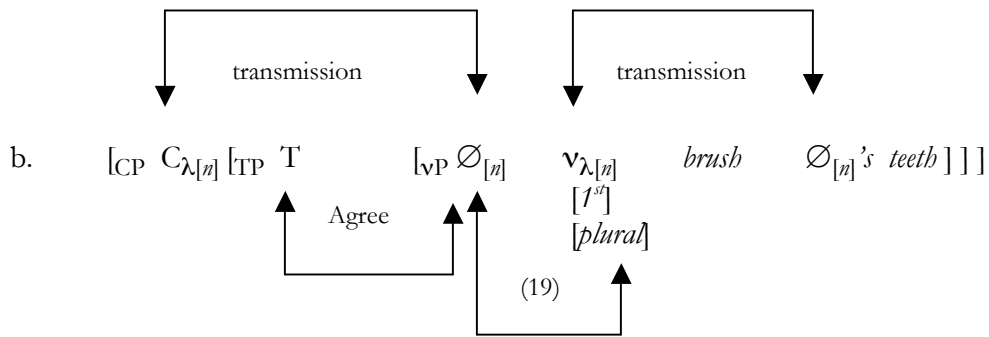 transmission transmission
b. [CP Cλ[n] [TP T [νP ∅[n] νλ[n] brush ∅[n]’s teeth ] ] ]
[1st]
Agree
[plural]
(19)